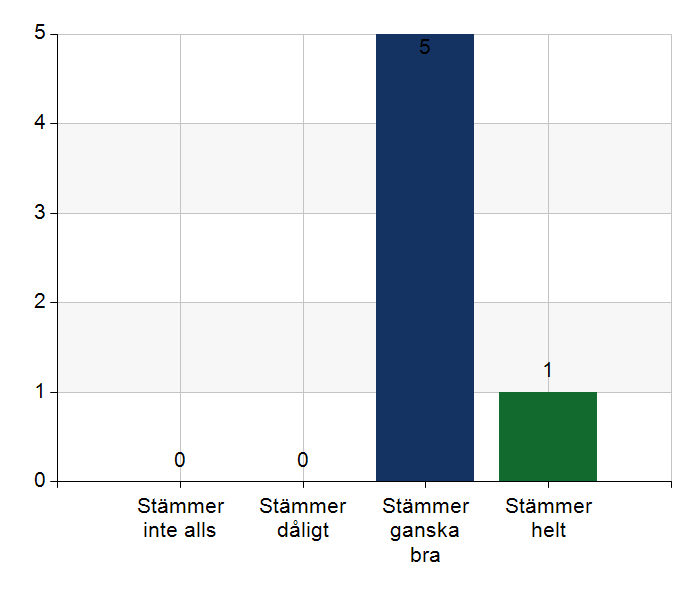 5
4
3
2
1
0
0
0
5
1
Stämmer
inte alls
Stämmer
dåligt
Stämmer
ganska
bra
Stämmer
helt